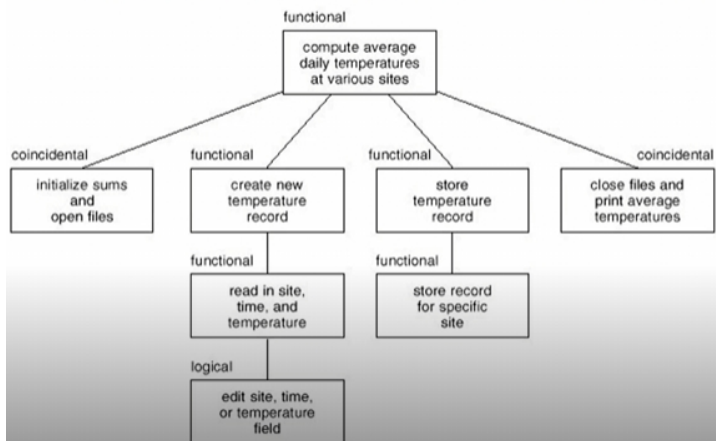 functional
compute average
daily temperatures
at various sites
coincidental
initialize sums
and
open files
functional
create new
temperature
record
functional
store
temperature
record
coincidental
close files and
print average
temperatures
functional
read in site,
time, and
temperature
functional
store record
for specific
site
logical
edit site, time,
or temperature
field